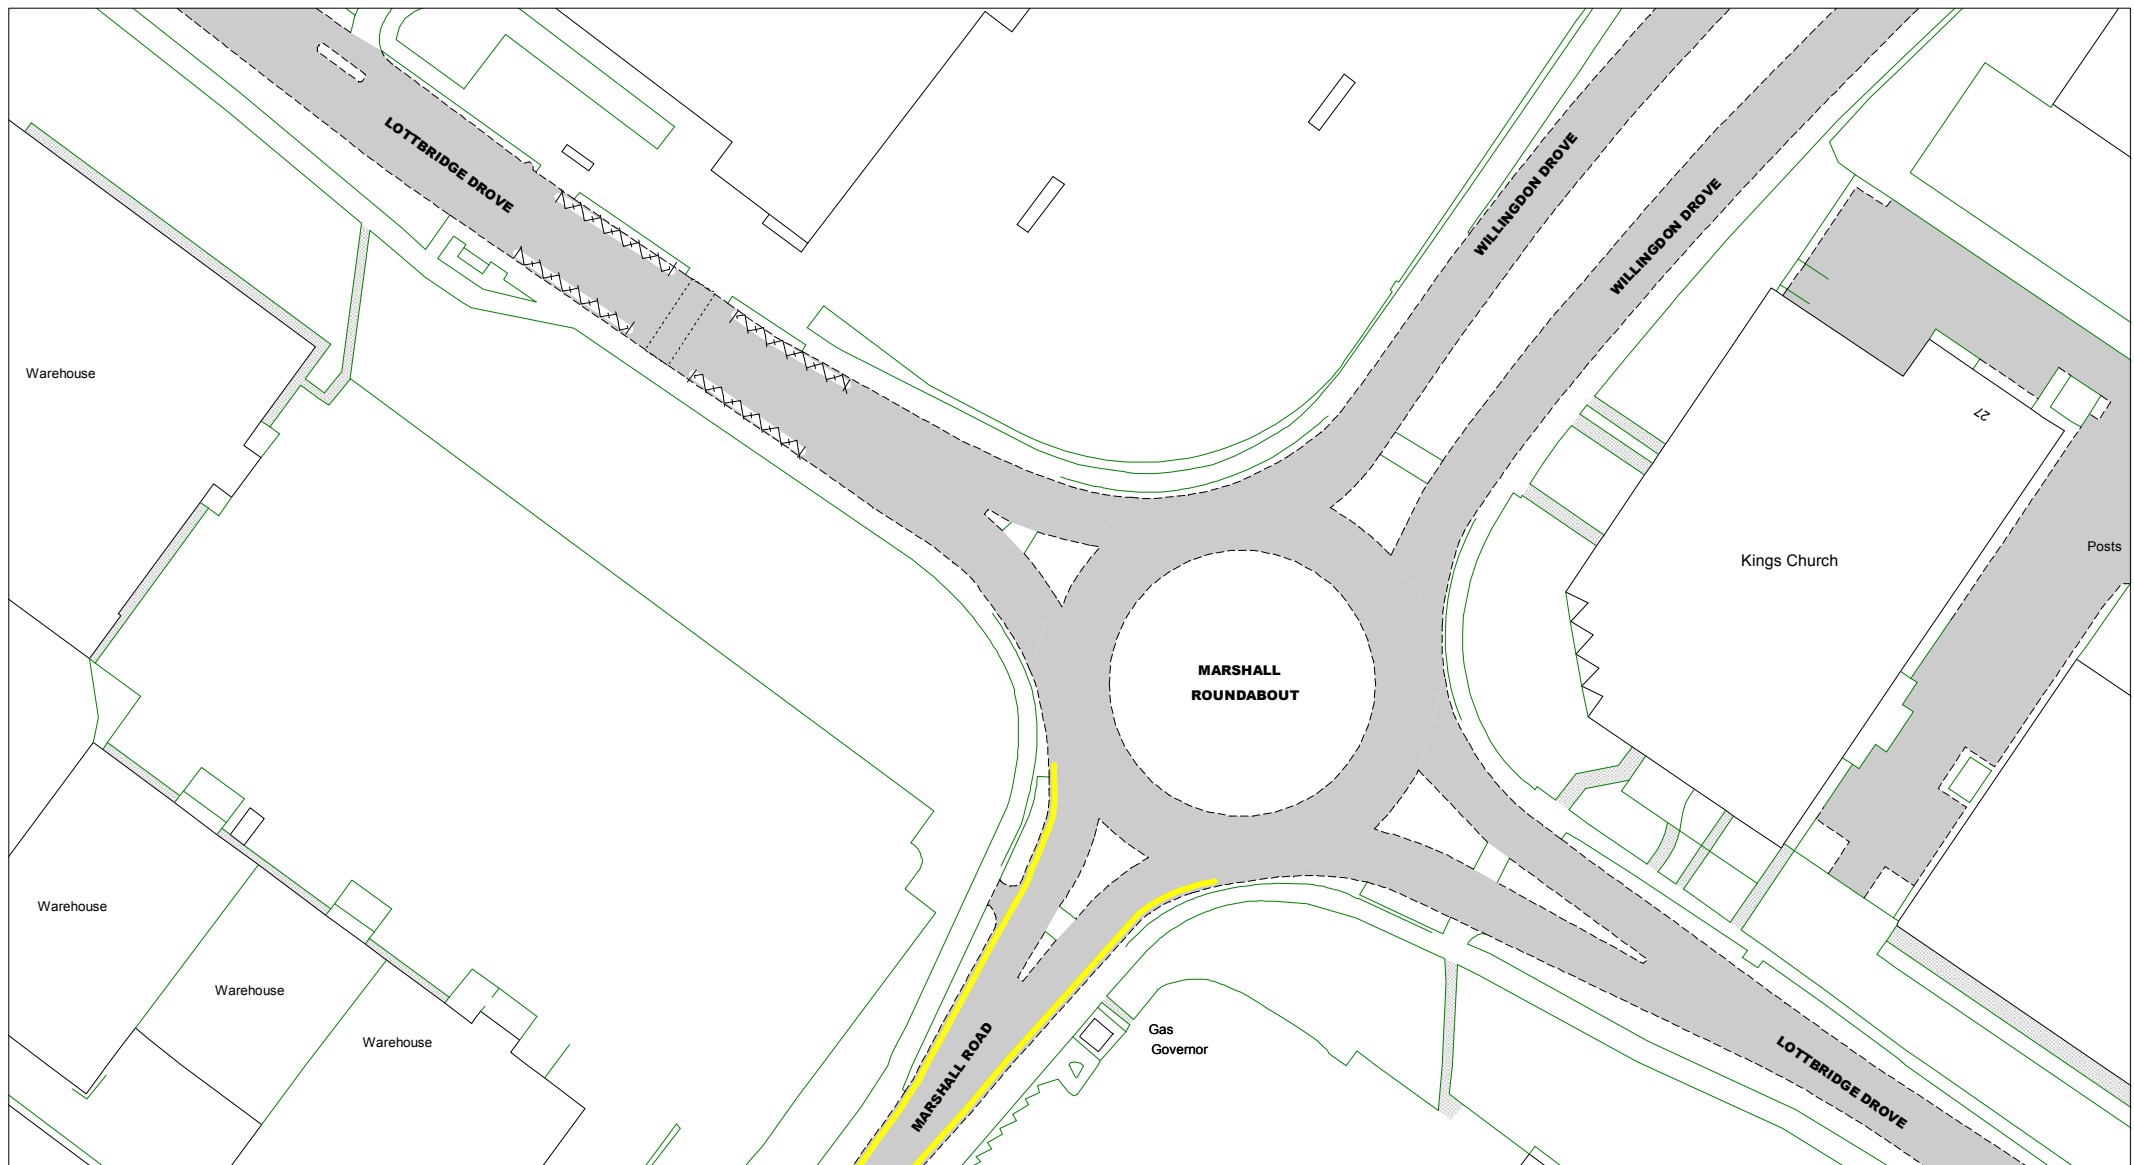 LOTTBRIDGE DROVE
WILLINGDON DROVE
WILLINGDON DROVE
Warehouse
27
Posts
Kings Church
MARSHALL
ROUNDABOUT
Warehouse
Warehouse
Warehouse
MARSHALL ROAD
Gas
Governor
LOTTBRIDGE DROVE